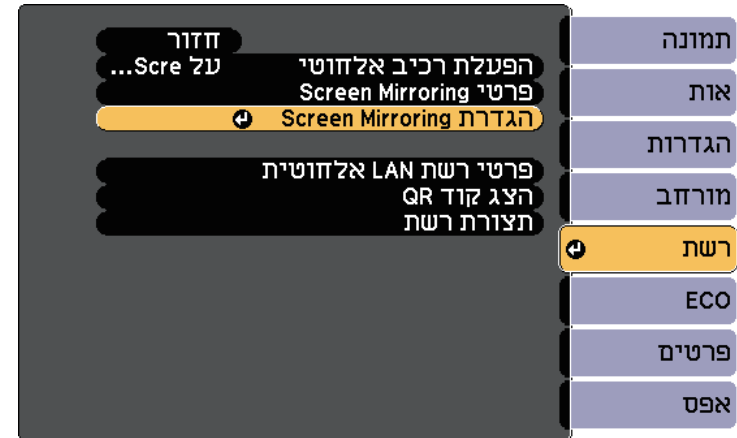 תמונה
אות
הגדרות
מורחב
רשת
ECO
פרטים
אפס
חזור
הפעלת רכיב אלחוטי על Scre...
פרטי Screen Mirroring
הגדרת Screen Mirroring
פרטי רשת LAN אלחוטית
הצג קוד QR
תצורת רשת